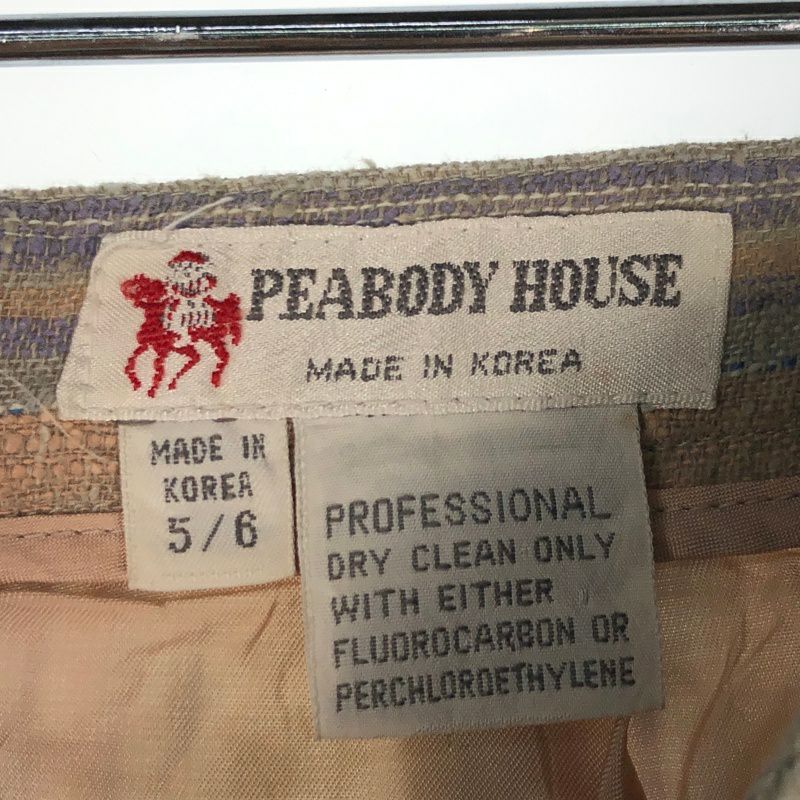 PEABODY HOUSE
MADE IN KOREA
MADE IN
KOREA
5/6
PROFESSIONAL
DRY CLEAN ONLY
WITH EITHER
FLUOROCARBON OR
PERCHLOROETHYLENE